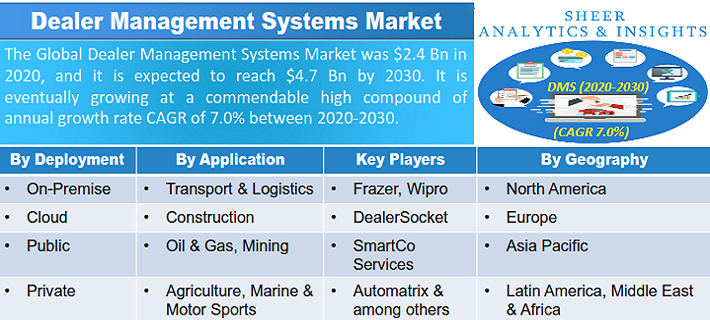 Dealer Management Systems Market
The Global Dealer Management Systems Market was $2.4 Bn in
2020, and it is expected to reach $4.7 Bn by 2030. It is
eventually growing at a commendable high compound of
annual growth rate CAGR of 7.0% between 2020-2030.
SHEER
ANALYTICS & INSIGHTS
DMS (2020-2030)
(CAGR 7.0%)
By Deployment By Application Key Players By Geography
• On-Premise • Transport & Logistics • Frazer, Wipro • North America
• Cloud • Construction • DealerSocket • Europe
• Public • Oil & Gas, Mining • SmartCo • Asia Pacific
Services
• Private • Agriculture, Marine & • Automatrix & • Latin America, Middle East
Motor Sports among others & Africa